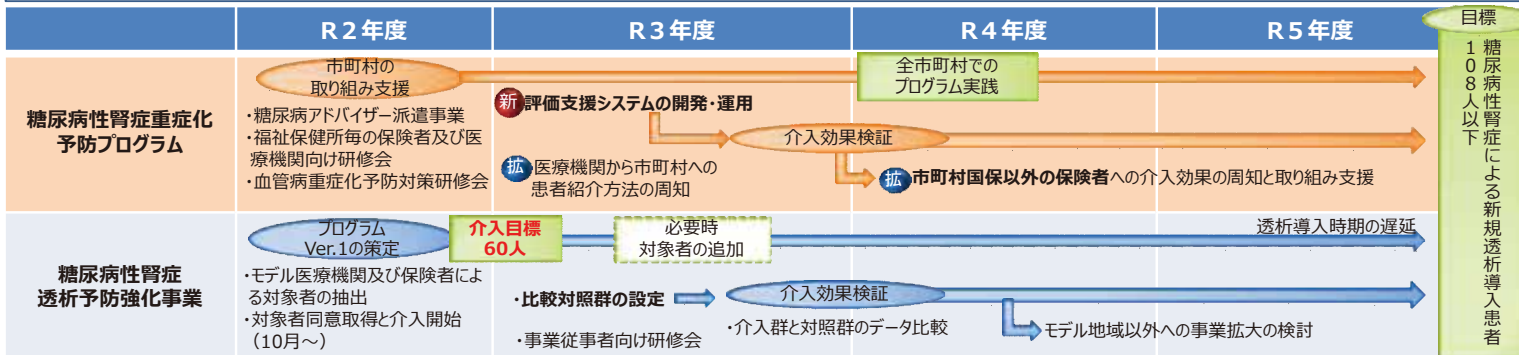 R2年度
R3年度
R4年度
R5年度
目標
糖尿病性腎症による新規透析導入患者
108人以下
糖尿病性腎症重症化
予防プログラム
市町村の
取り組み支援
・糖尿病アドバイザー派遣事業
・福祉保健所毎の保険者及び医
療機関向け研修会
・血管病重症化予防対策研修会
新 評価支援システムの開発・運用
拡 医療機関から市町村への
患者紹介方法の周知
全市町村での
プログラム実践
介入効果検証
拡 市町村国保以外の保険者への介入効果の周知と取り組み支援
糖尿病性腎症
透析予防強化事業
プログラム
Ver.1の策定
・モデル医療機関及び保険者によ
る対象者の抽出
・対象者同意取得と介入開始
(10月~)
介入目標
60人
必要時
対象者の追加
・比較対照群の設定
・事業従事者向け研修会
介入効果検証
・介入群と対照群のデータ比較
透析導入時期の遅延
モデル地域以外への事業拡大の検討